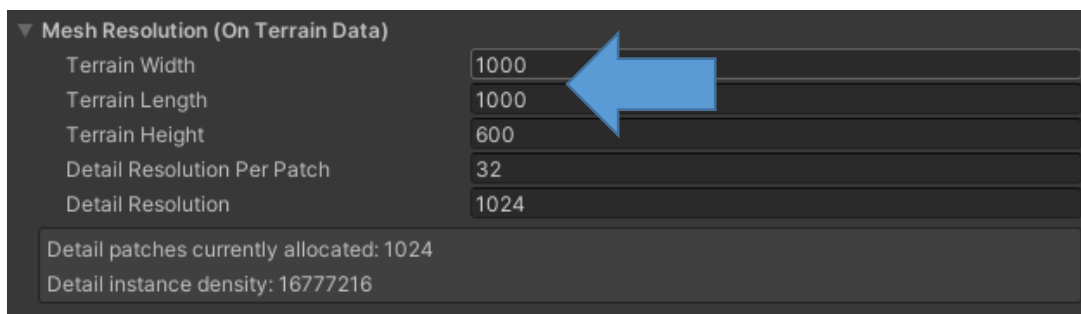 Mesh Resolution (On Terrain Data)
Terrain Width 1000
Terrain Length 1000
Terrain Height 600
Detail Resolution Per Patch 32
Detail Resolution 1024
Detail patches currently allocated: 1024
Detail instance density: 16777216